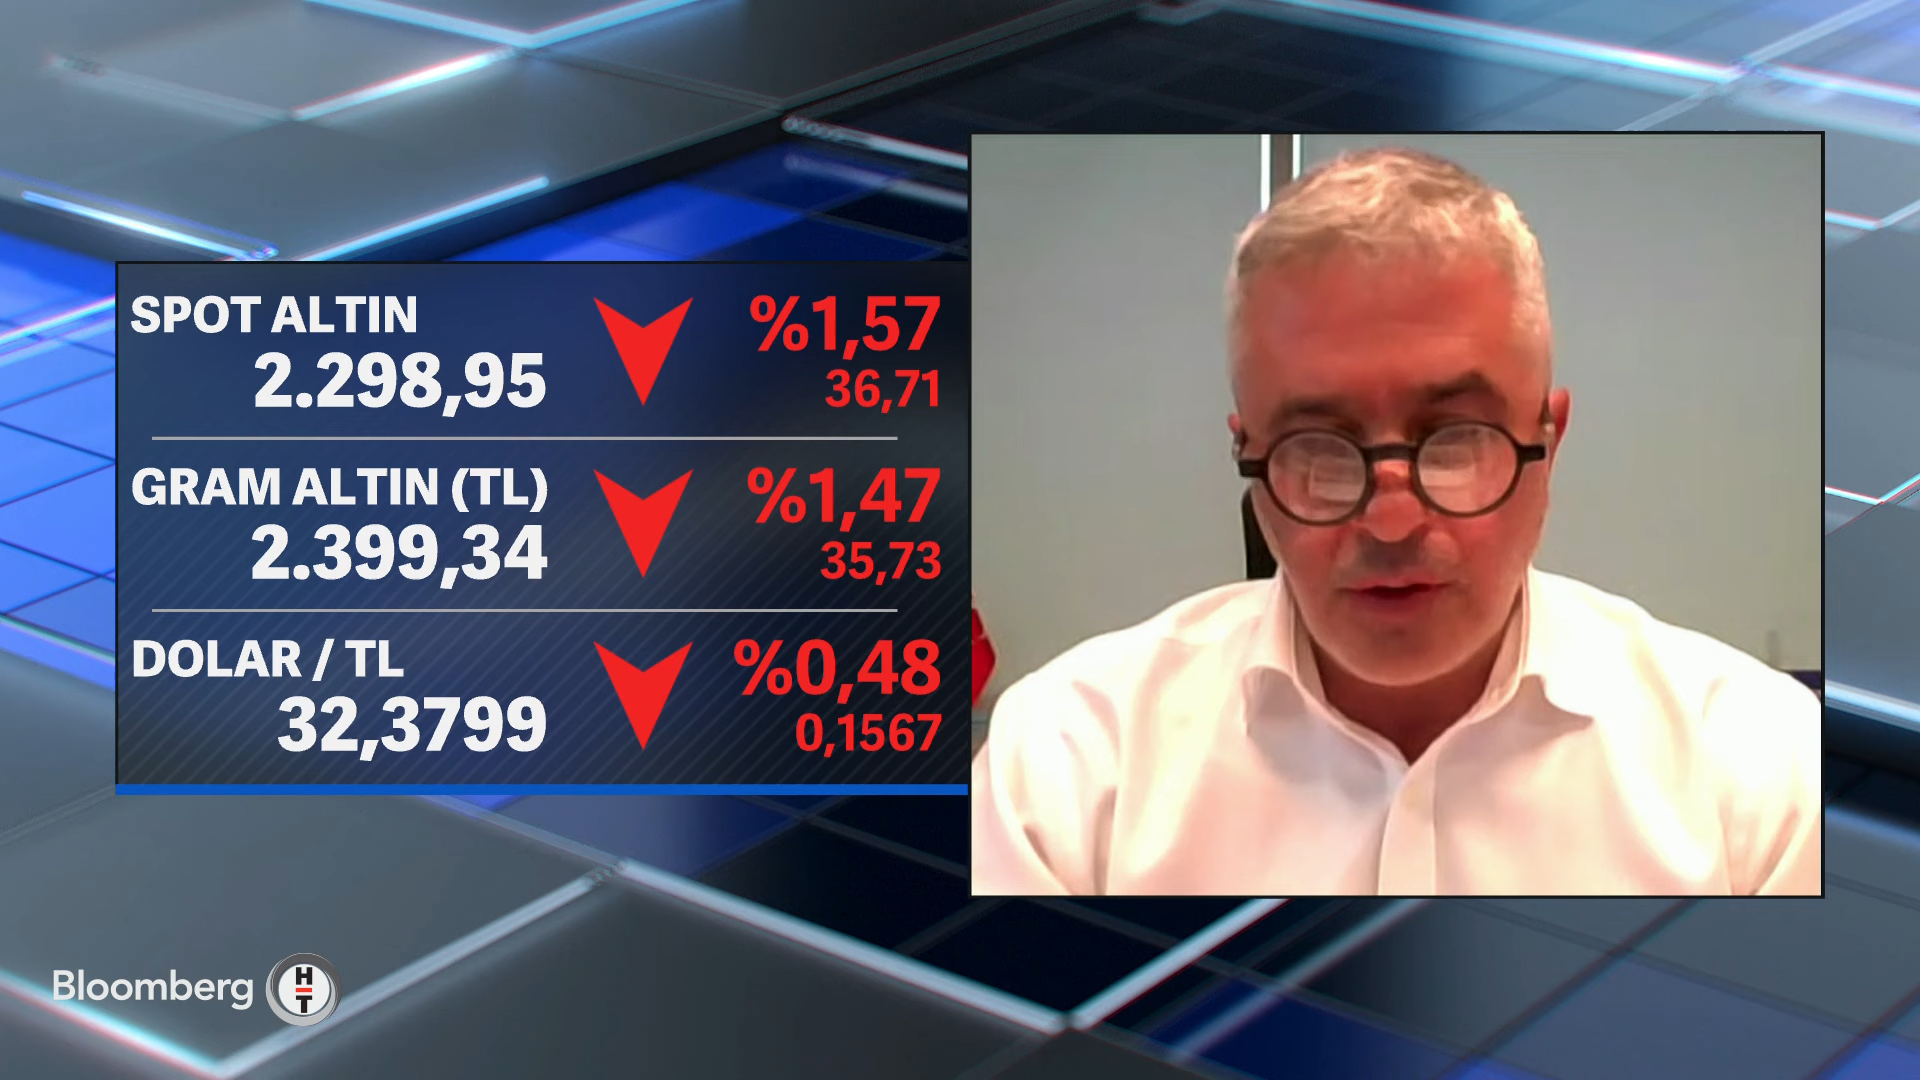 SPOT ALTIN
2.298,95
%1,57
36,71
GRAM ALTIN (TL)
2.399,34
%1,47
35,73
DOLAR / TL
32,3799
%0,48
0,1567
Bloomberg HT